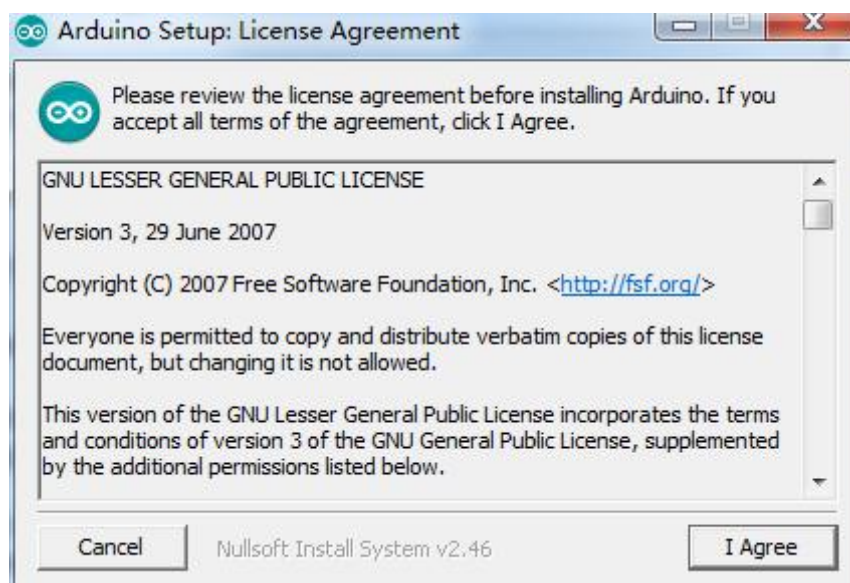 Arduino Setup: License Agreement
Please review the license agreement before installing Arduino. If you
accept all terms of the agreement, click I Agree.
GNU LESSER GENERAL PUBLIC LICENSE
Version 3, 29 June 2007
Copyright (C) 2007 Free Software Foundation, Inc. <http://fsf.org/>
Everyone is permitted to copy and distribute verbatim copies of this license
document, but changing it is not allowed.
This version of the GNU Lesser General Public License incorporates the terms
and conditions of version 3 of the GNU General Public License, supplemented
by the additional permissions listed below.
Cancel
Nullsoft Install System v2.46
I Agree